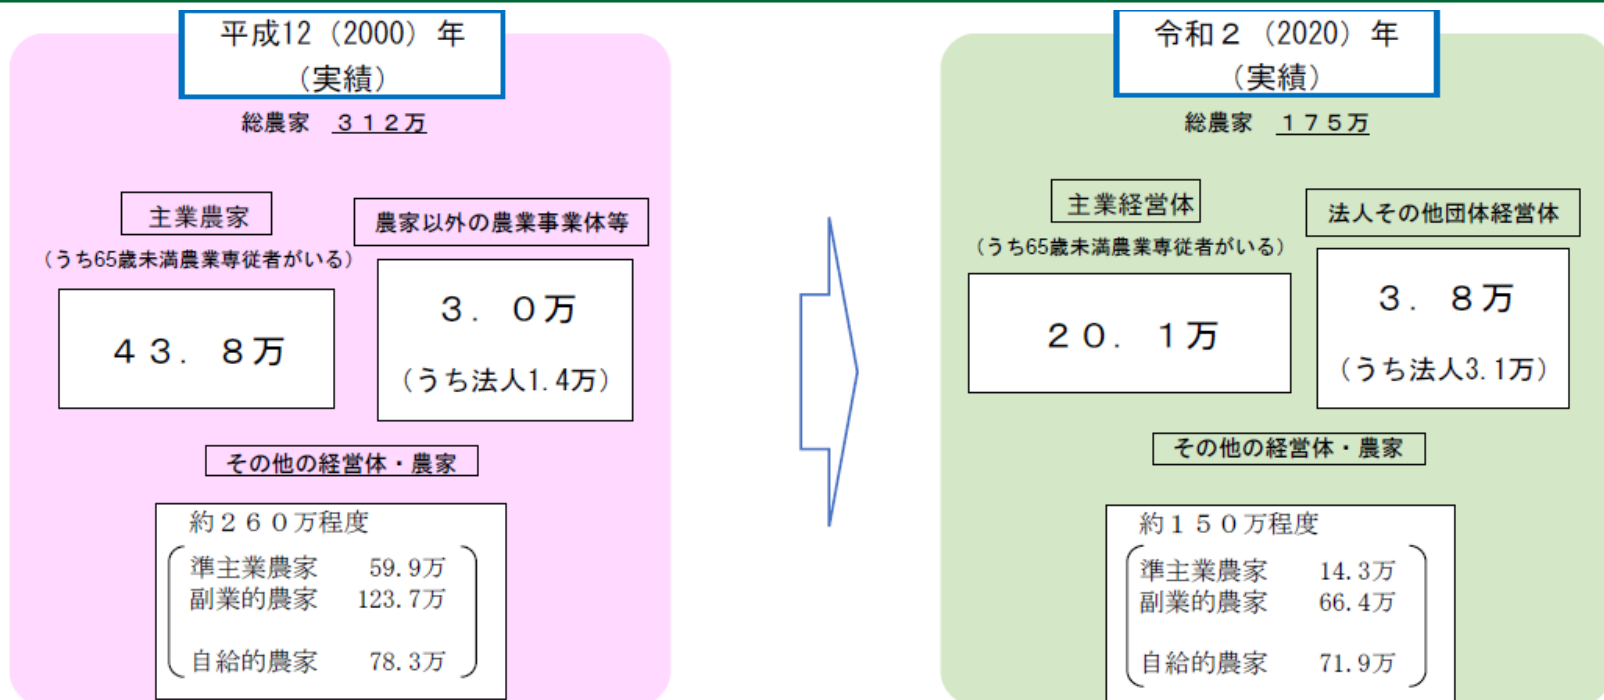 平成12（2000）年
（実績）
総農家　３１２万
主業農家
（うち65歳未満農業専従者がいる）
４３．８万
農家以外の農業事業体等
３．０万
（うち法人1.4万）
その他の経営体・農家
約２６０万程度
準主業農家　59.9万
副業的農家　123.7万
自給的農家　78.3万
令和２（2020）年
（実績）
総農家　１７５万
主業経営体
（うち65歳未満農業専従者がいる）
２０．１万
法人その他団体経営体
３．８万
（うち法人3.1万）
その他の経営体・農家
約１５０万程度
準主業農家　14.3万
副業的農家　66.4万
自給的農家　71.9万